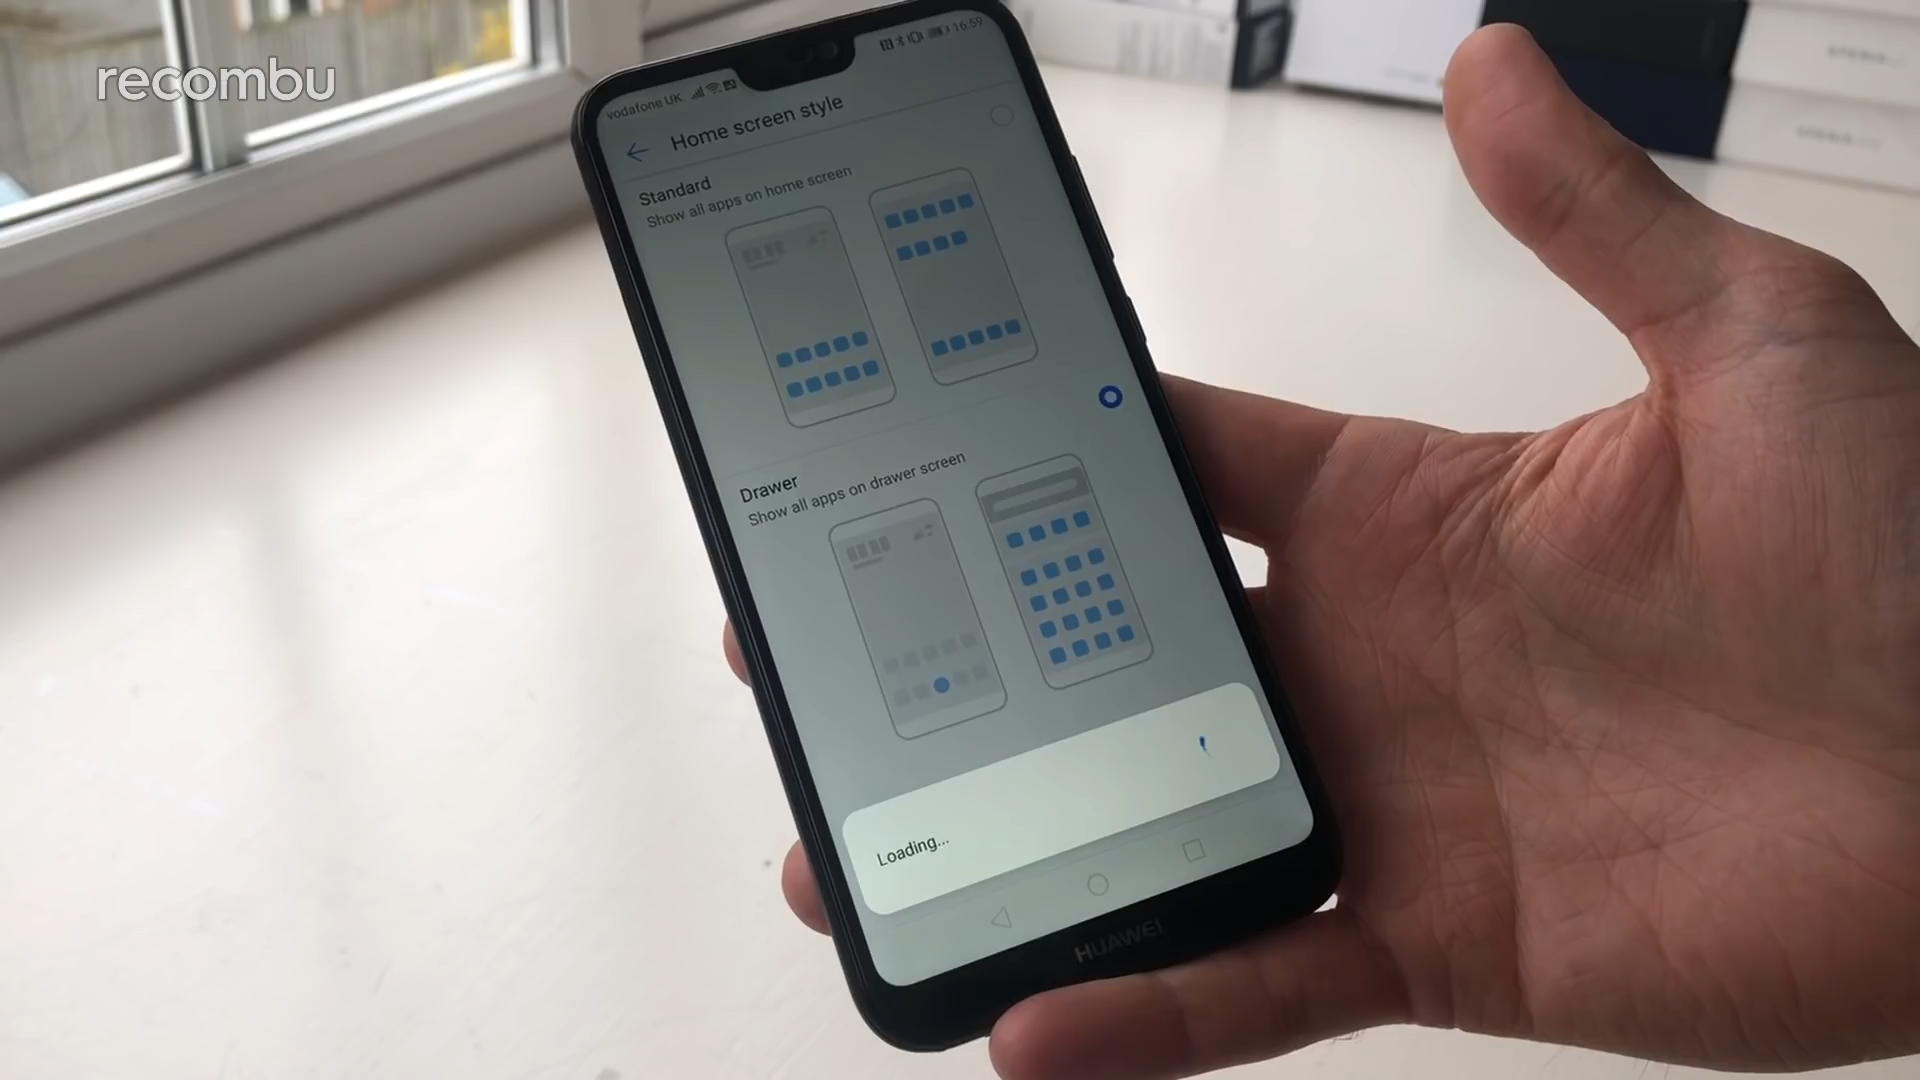 recombu
vodafone UK
16:59
Home screen style
Standard
Show all apps on home screen
Drawer
Show all apps on drawer screen
Loading...
HUAWEI